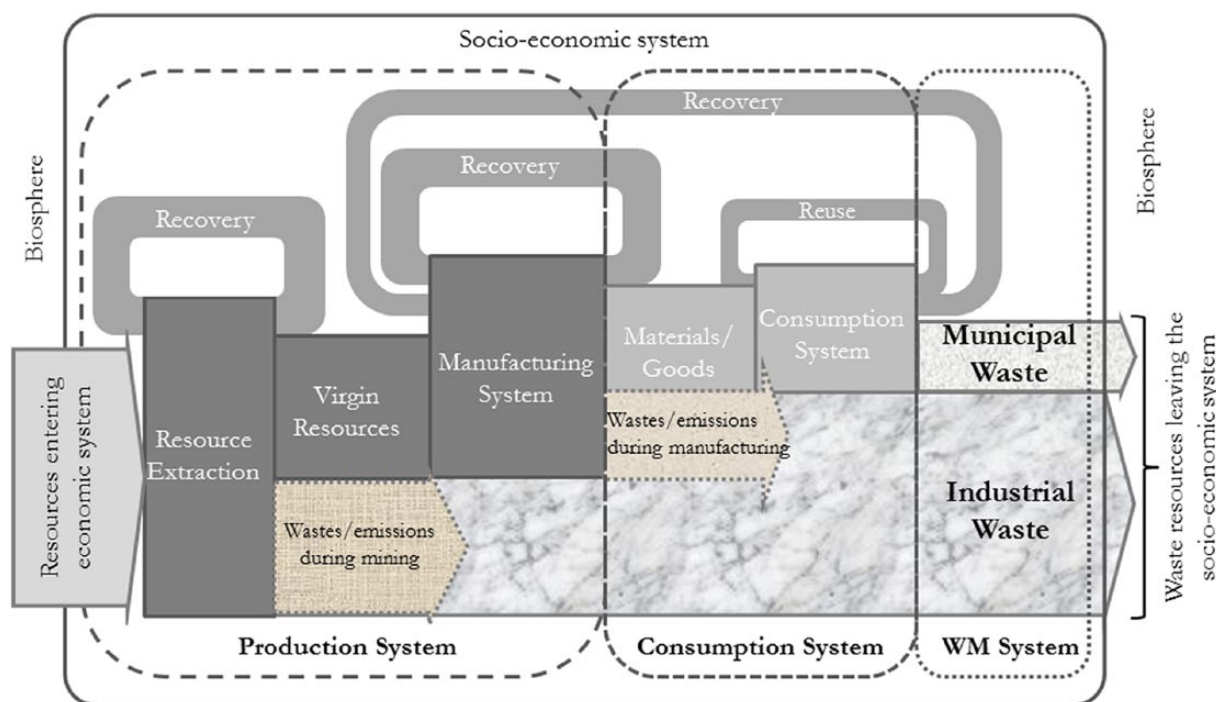 Socio-economic system
Biosphere
Recovery
Recovery
Recovery
Reuse
Biosphere
Resources entering
economic system
Resource
Extraction
Virgin
Resources
Manufacturing
System
Materials/
Goods
Consumption
System
Municipal
Waste
Wastes/emissions
during mining
Wastes/emissions
during manufacturing
Industrial
Waste
Waste resources leaving the
socio-economic system
Production System
Consumption System
WM System